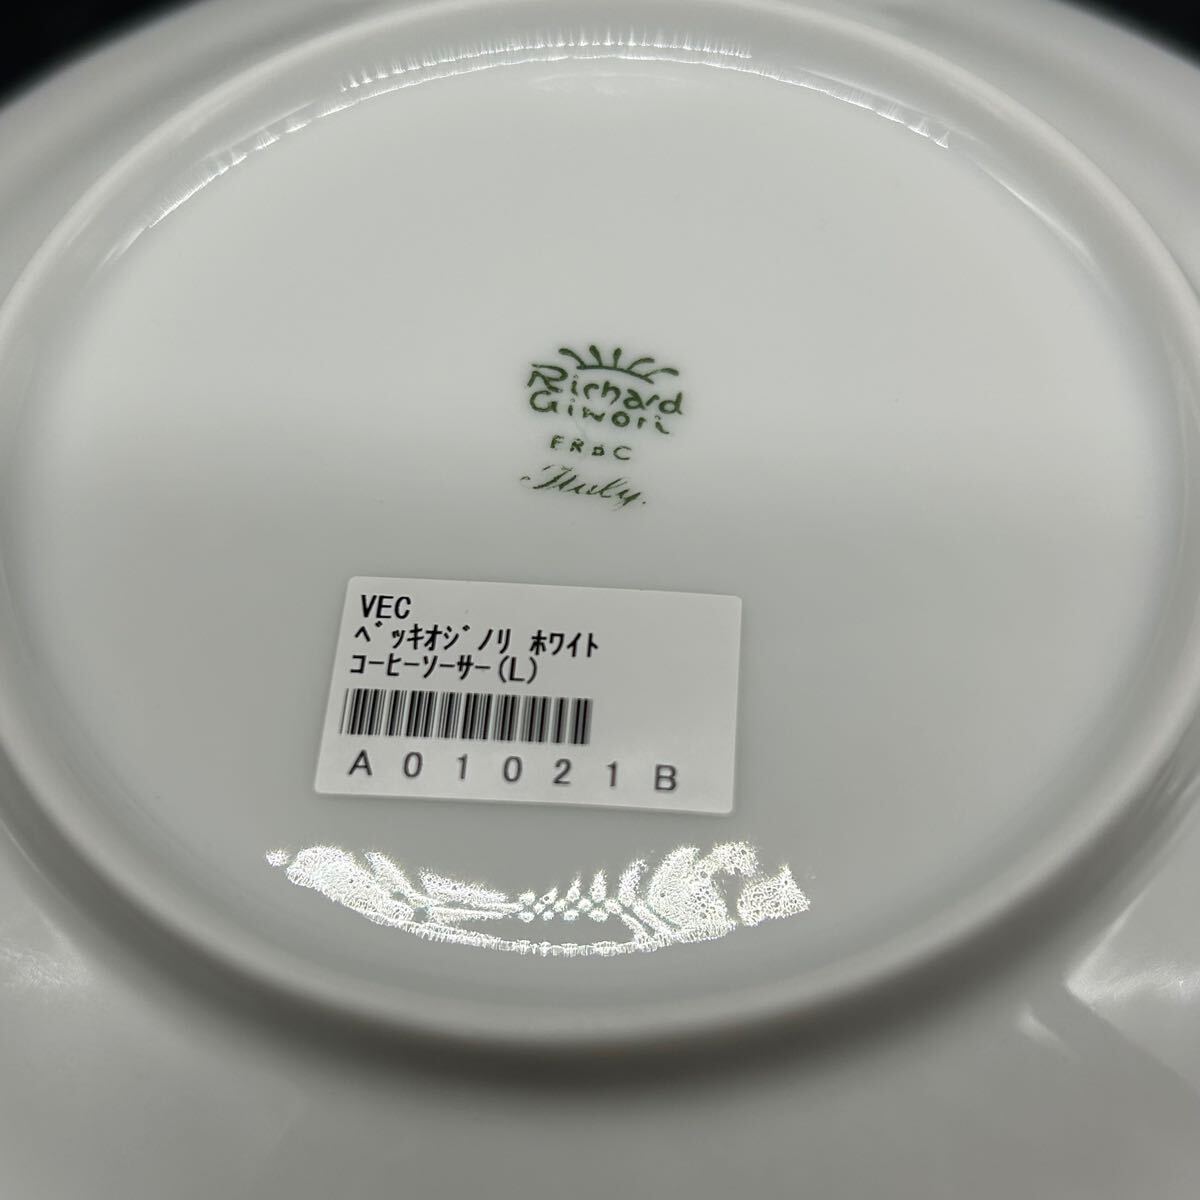 Richard
Ginori
FRDC
Italy.
VEC
ﾍﾞｯｷｵｼﾞﾉﾘ ﾎﾜｲﾄ
ｺｰﾋｰｿｰｻｰ(L)
A01021B